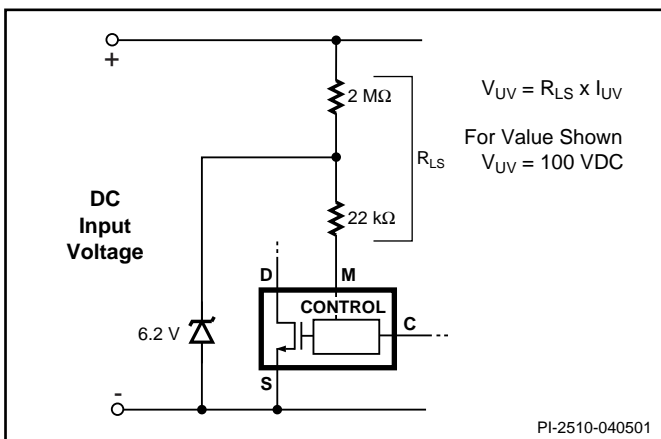 +
2 MΩ
V_UV = R_LS x I_UV
For Value Shown
V_UV = 100 VDC
R_LS
DC
Input
Voltage
22 kΩ
D
M
CONTROL
C
6.2 V
S
-
PI-2510-040501